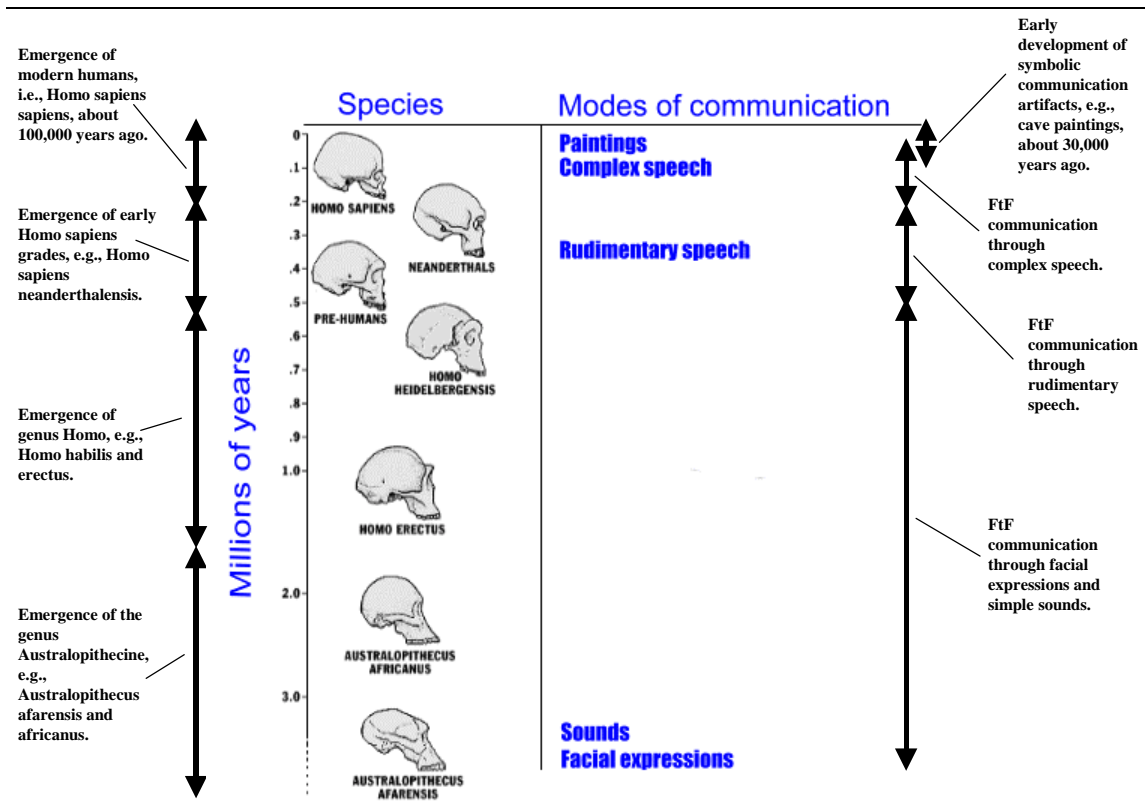 Emergence of
modern humans,
i.e., Homo sapiens
sapiens, about
100,000 years ago.
Emergence of early
Homo sapiens
grades, e.g., Homo
sapiens
neanderthalensis.
Emergence of
genus Homo, e.g.,
Homo habilis and
erectus.
Emergence of the
genus
Australopithecine,
e.g.,
Australopithecus
afarensis and
africanus.
Millions of years
Species
0
.1
.2
.3
.4
.5
.6
.7
.8
.9
1.0
2.0
3.0
HOMO SAPIENS
NEANDERTHALS
PRE-HUMANS
HOMO
HEIDELBERGENSIS
HOMO ERECTUS
AUSTRALOPITHECUS
AFRICANUS
AUSTRALOPITHECUS
AFARENSIS
Modes of communication
Paintings
Complex speech
Rudimentary speech
Sounds
Facial expressions
Early
development of
symbolic
communication
artifacts, e.g.,
cave paintings,
about 30,000
years ago.
FtF
communication
through
complex speech.
FtF
communication
through
rudimentary
speech.
FtF
communication
through facial
expressions and
simple sounds.